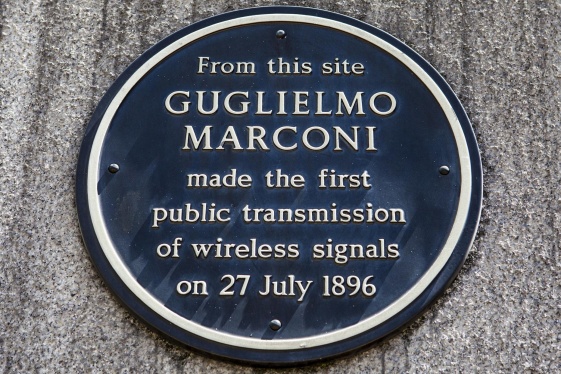 From this site
GUGLIELMO
MARCONI
made the first
public transmission
of wireless signals
on 27 July 1896